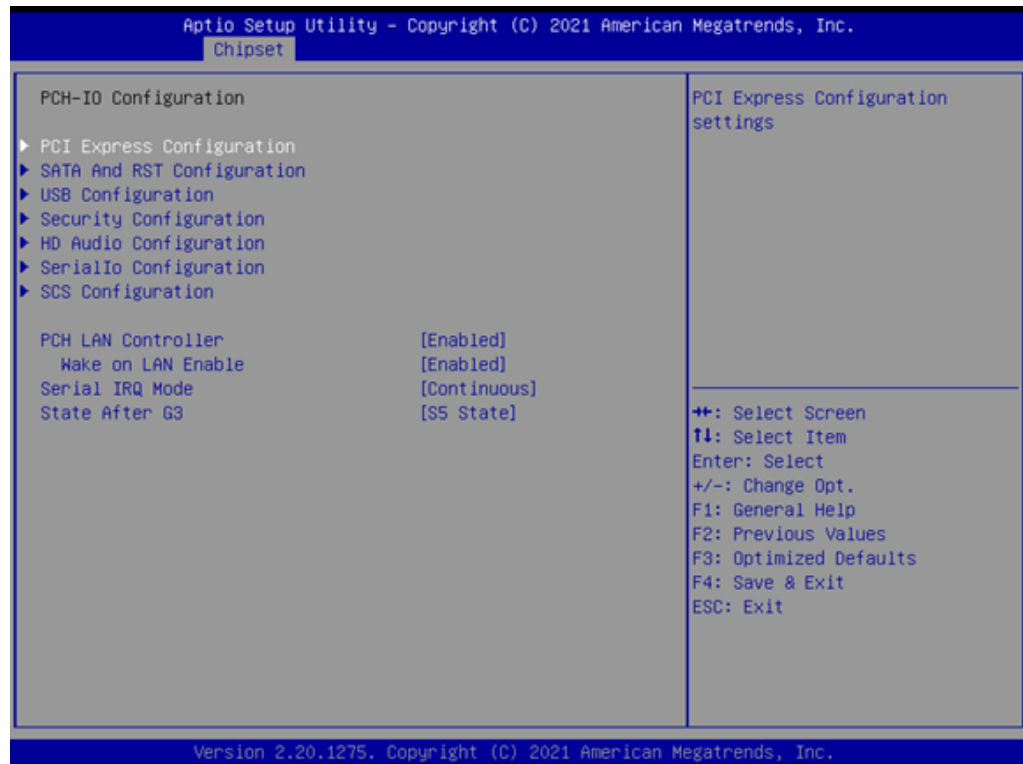 Aptio Setup Utility – Copyright (C) 2021 American Megatrends, Inc.
Chipset
PCH-IO Configuration
PCI Express Configuration
SATA And RST Configuration
USB Configuration
Security Configuration
HD Audio Configuration
SerialIo Configuration
SCS Configuration
PCH LAN Controller [Enabled]
Wake on LAN Enable [Enabled]
Serial IRQ Mode [Continuous]
State After G3 [S5 State]
PCI Express Configuration
settings
→←: Select Screen
↑↓: Select Item
Enter: Select
+/-: Change Opt.
F1: General Help
F2: Previous Values
F3: Optimized Defaults
F4: Save & Exit
ESC: Exit
Version 2.20.1275. Copyright (C) 2021 American Megatrends, Inc.